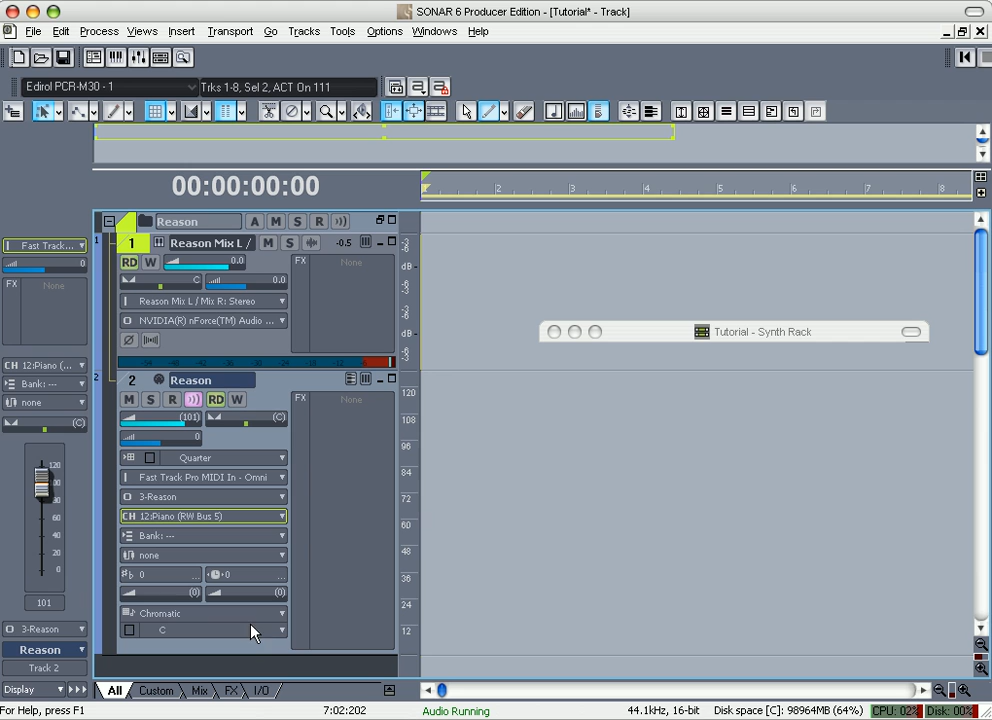 SONAR 6 Producer Edition - [Tutorial* - Track]
File Edit Process Views Insert Transport Go Tracks Tools Options Windows Help
Edirol PCR-M30 - 1
Trks 1-8, Sel 2, ACT On 111
00:00:00:00
2 3 4 5 6 7 8
Reason A M S R
1 Reason Mix L / M S -0.5
Fast Track...
0
RD W 0.0
FX None
C 0.0
FX None
Reason Mix L / Mix R: Stereo
NVIDIA(R) nForce(TM) Audio ...
dB
-6
-3
dB
-6
Tutorial - Synth Rack
CH 12:Piano (...
2 Reason
Bank: ---
none
(C)
M S R RD W
FX None
(101) (C)
0
Quarter
Fast Track Pro MIDI In - Omni
3-Reason
CH 12:Piano (RW Bus 5)
Bank: ---
none
0 ... 0 ...
(0) (0)
Chromatic
C
120
108
96
84
72
60
48
36
24
12
120
80
60
40
20
0
101
3-Reason
Reason
Track 2
Display
All Custom Mix FX I/O
For Help, press F1
7:02:202
Audio Running
44.1kHz, 16-bit
Disk space [C]: 98964MB (64%)
CPU: 02%
Disk: 00%